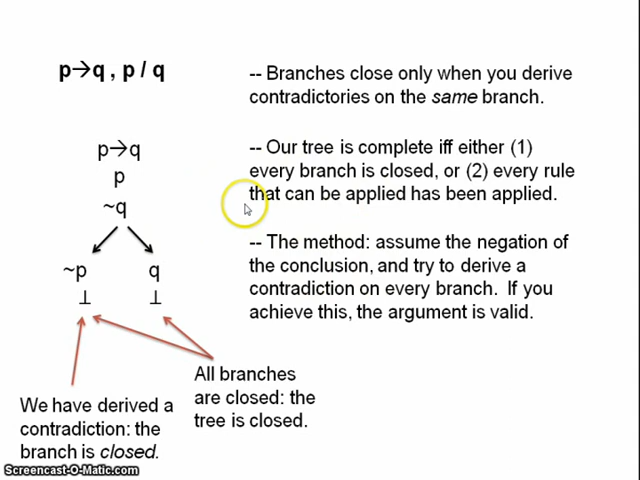 p→q , p / q
-- Branches close only when you derive
contradictories on the same branch.
p→q
p
~q
~p q
⊥ ⊥
-- Our tree is complete iff either (1)
every branch is closed, or (2) every rule
that can be applied has been applied.
-- The method: assume the negation of
the conclusion, and try to derive a
contradiction on every branch. If you
achieve this, the argument is valid.
All branches
are closed: the
tree is closed.
We have derived a
contradiction: the
branch is closed.
Screencast-O-Matic.com